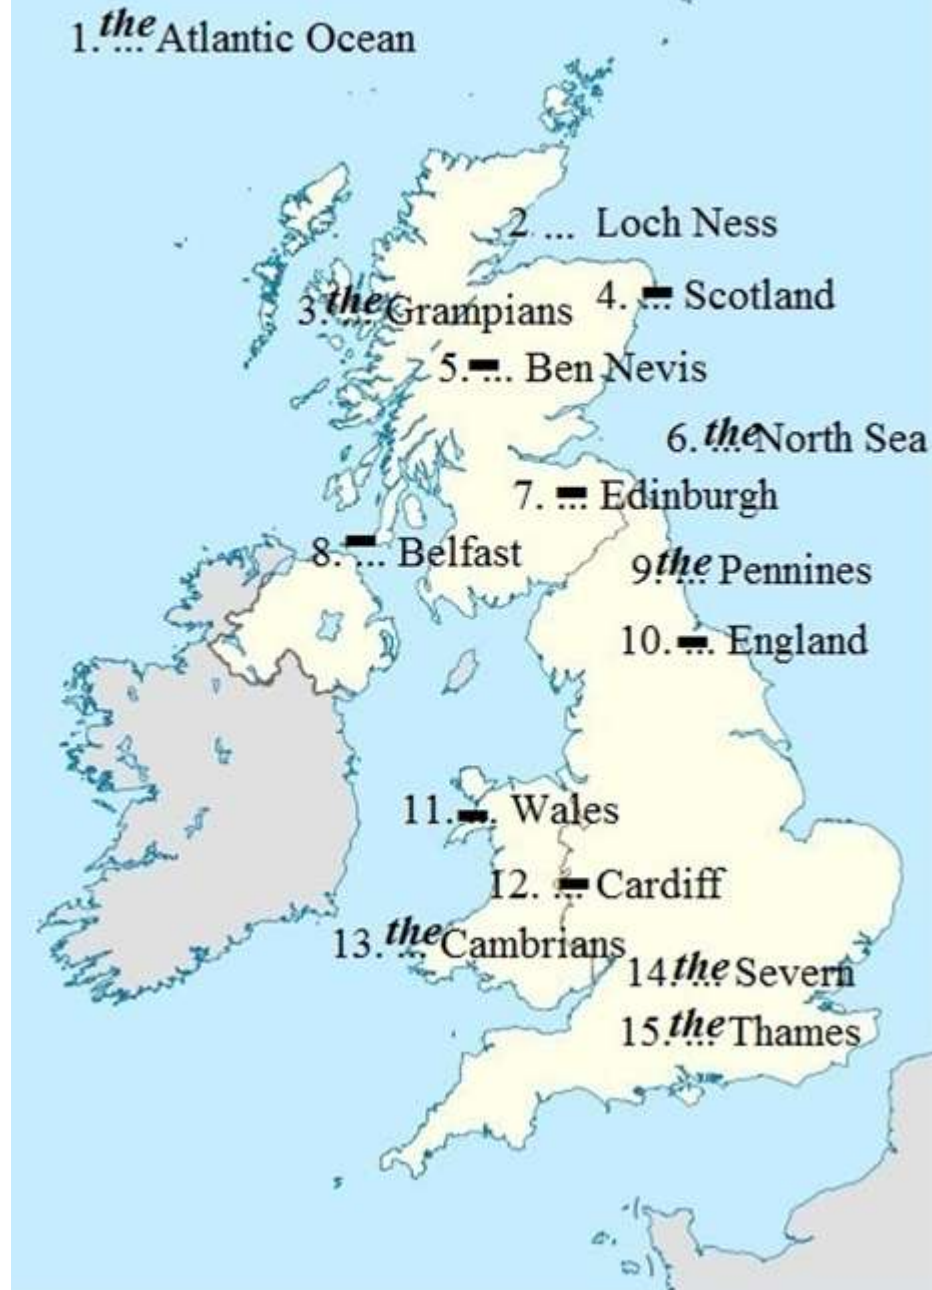 1. the ... Atlantic Ocean
2 ... Loch Ness
3. the ... Grampians
4. – ... Scotland
5. – ... Ben Nevis
6. the ... North Sea
7. – ... Edinburgh
8. – ... Belfast
9. the ... Pennines
10. – ... England
11. – ... Wales
12. – ... Cardiff
13. the ... Cambrians
14. the ... Severn
15. the ... Thames